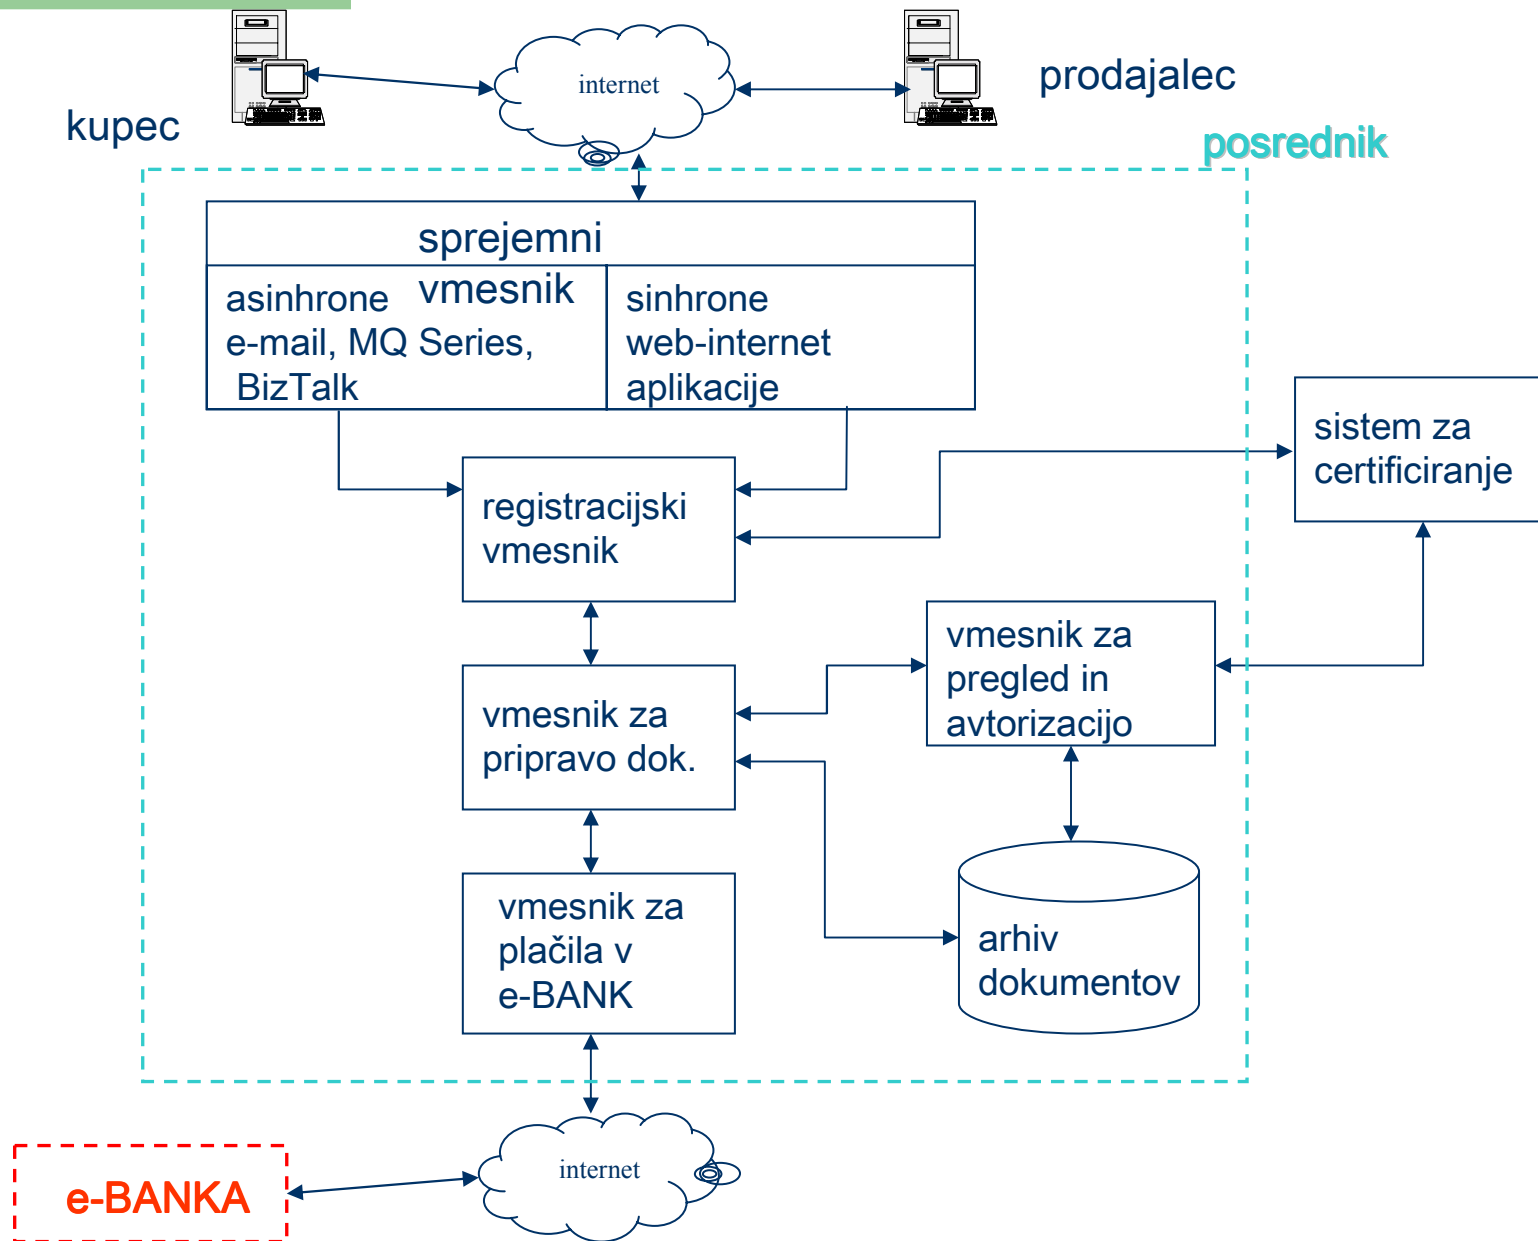 internet
prodajalec
kupec
posrednik
sprejemni
vmesnik
asinhrone
e-mail, MQ Series,
BizTalk
sinhrone
web-internet
aplikacije
sistem za
certificiranje
registracijski
vmesnik
vmesnik za
pregled in
avtorizacijo
vmesnik za
pripravo dok.
vmesnik za
plačila v
e-BANK
arhiv
dokumentov
internet
e-BANKA